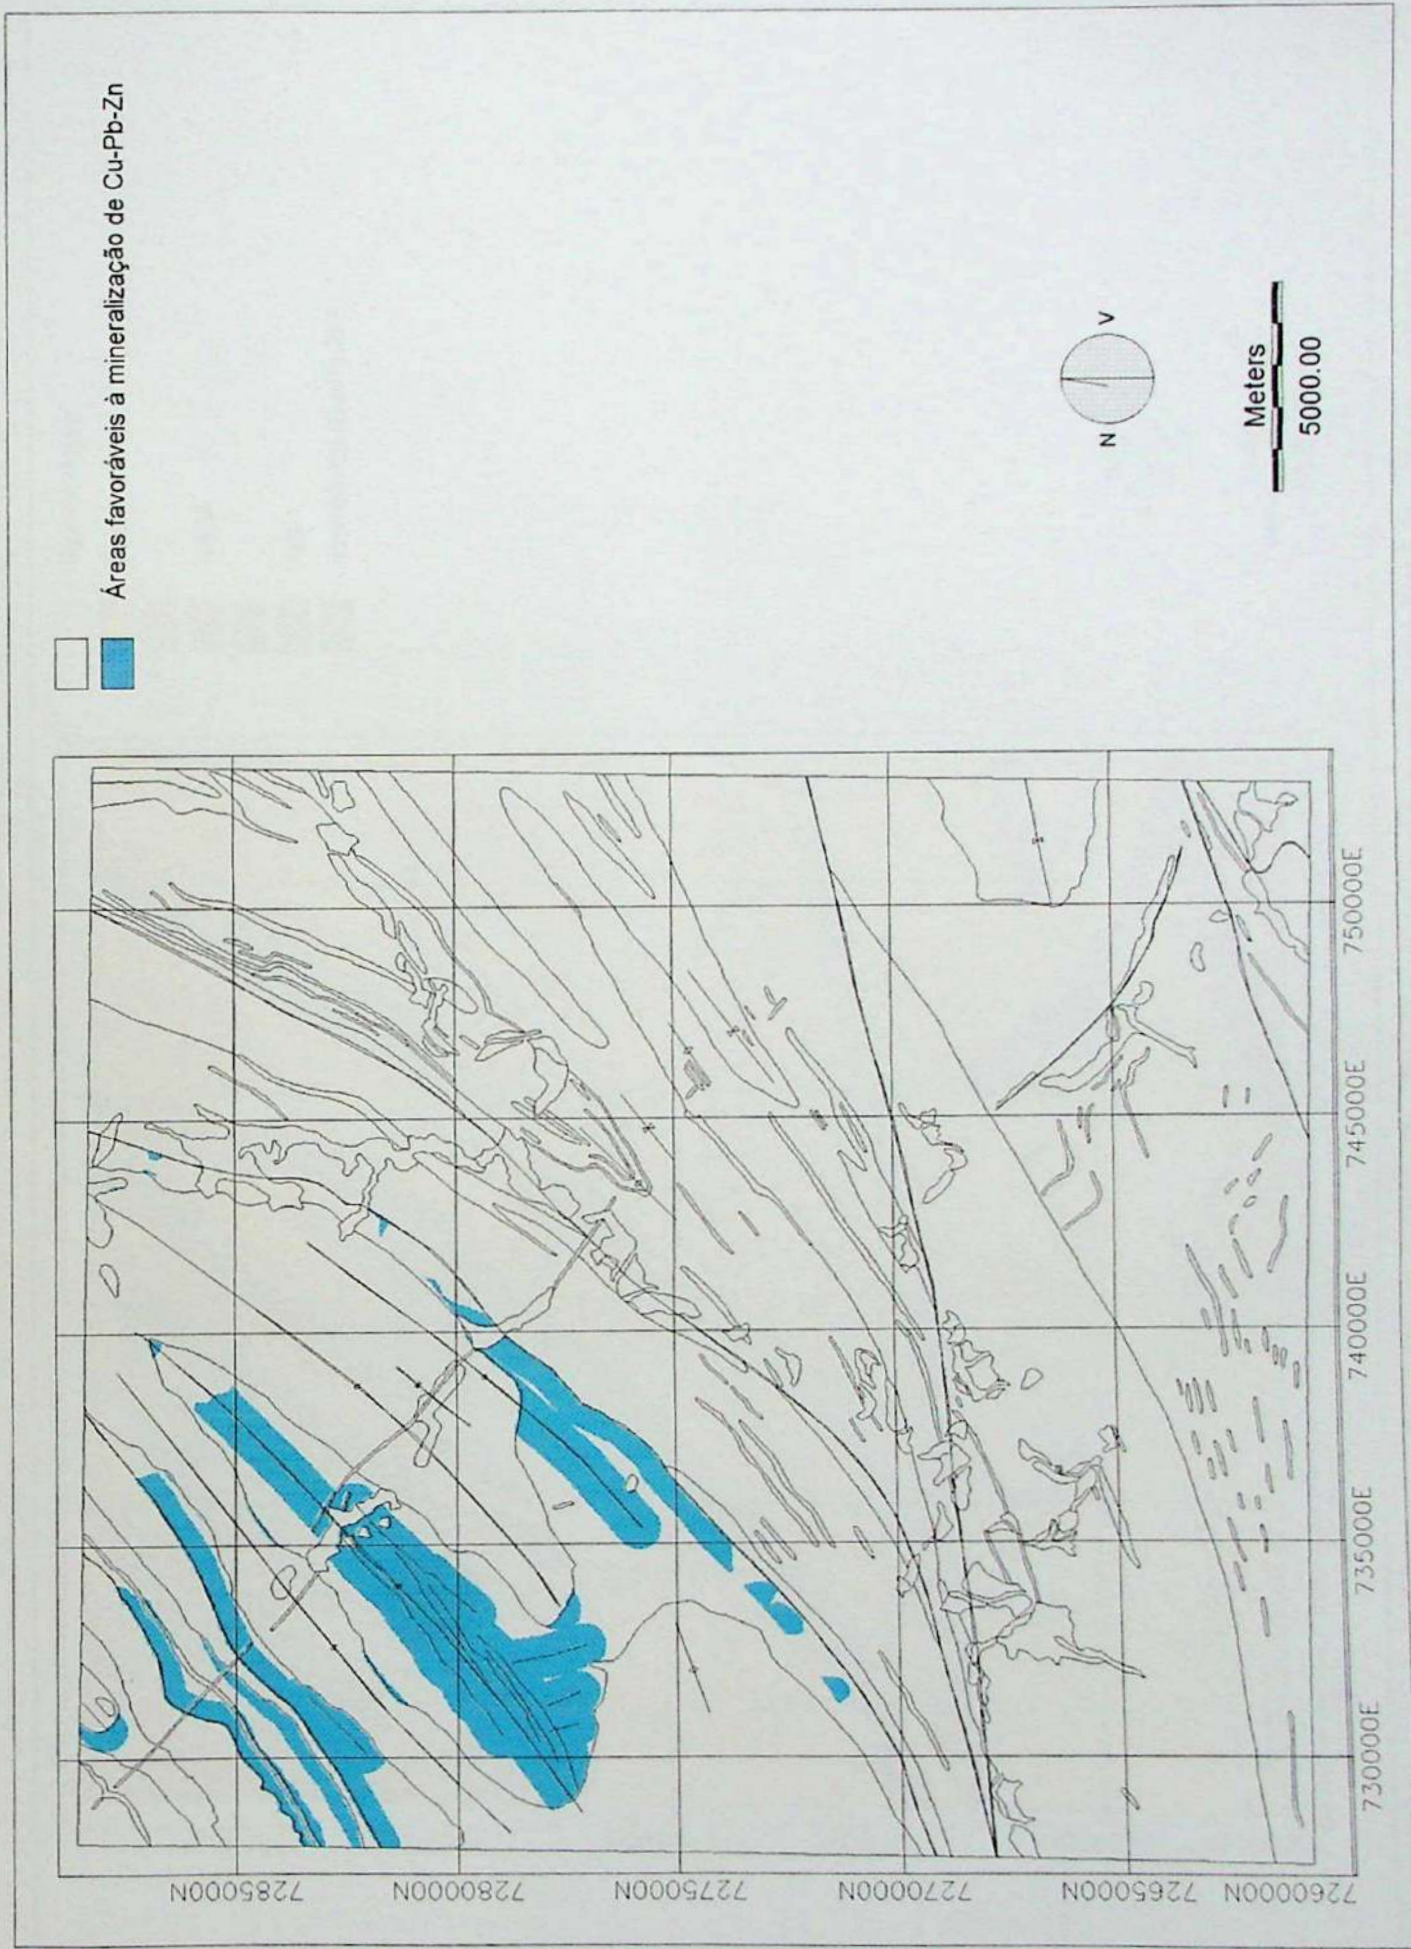 Áreas favoráveis à mineralização de Cu-Pb-Zn
7285000N
7280000N
7275000N
7270000N
7265000N
7260000N
730000E
735000E
740000E
745000E
750000E
N
V
Meters
5000.00